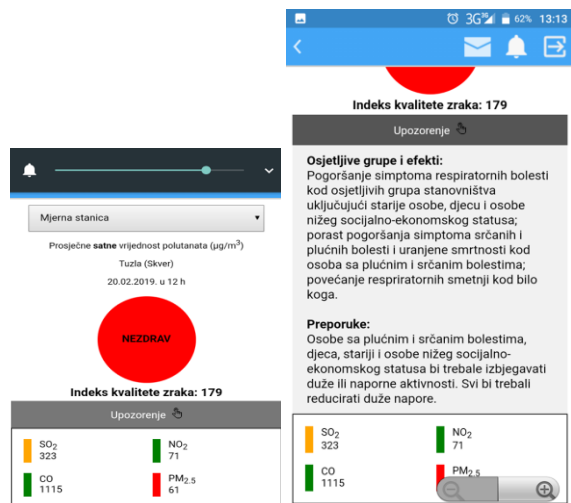 Mjerna stanica
Prosječne satne vrijednost polutanata (µg/m³)
Tuzla (Skver)
20.02.2019. u 12 h
NEZDRAV
Indeks kvalitete zraka: 179
Upozorenje
SO₂
323
NO₂
71
CO
1115
PM₂.₅
61
3G 62% 13:13
Indeks kvalitete zraka: 179
Upozorenje
Osjetljive grupe i efekti:
Pogoršanje simptoma respiratornih bolesti
kod osjetljivih grupa stanovništva
uključujući starije osobe, djecu i osobe
nižeg socijalno-ekonomskog statusa;
porast pogoršanja simptoma srčanih i
plućnih bolesti i uranjene smrtnosti kod
osoba sa plućnim i srčanim bolestima;
povećanje respriratornih smetnji kod bilo
koga.
Preporuke:
Osobe sa plućnim i srčanim bolestima,
djeca, stariji i osobe nižeg socijalno-
ekonomskog statusa bi trebale izbjegavati
duže ili naporne aktivnosti. Svi bi trebali
reducirati duže napore.
SO₂
323
NO₂
71
CO
1115
PM₂.₅